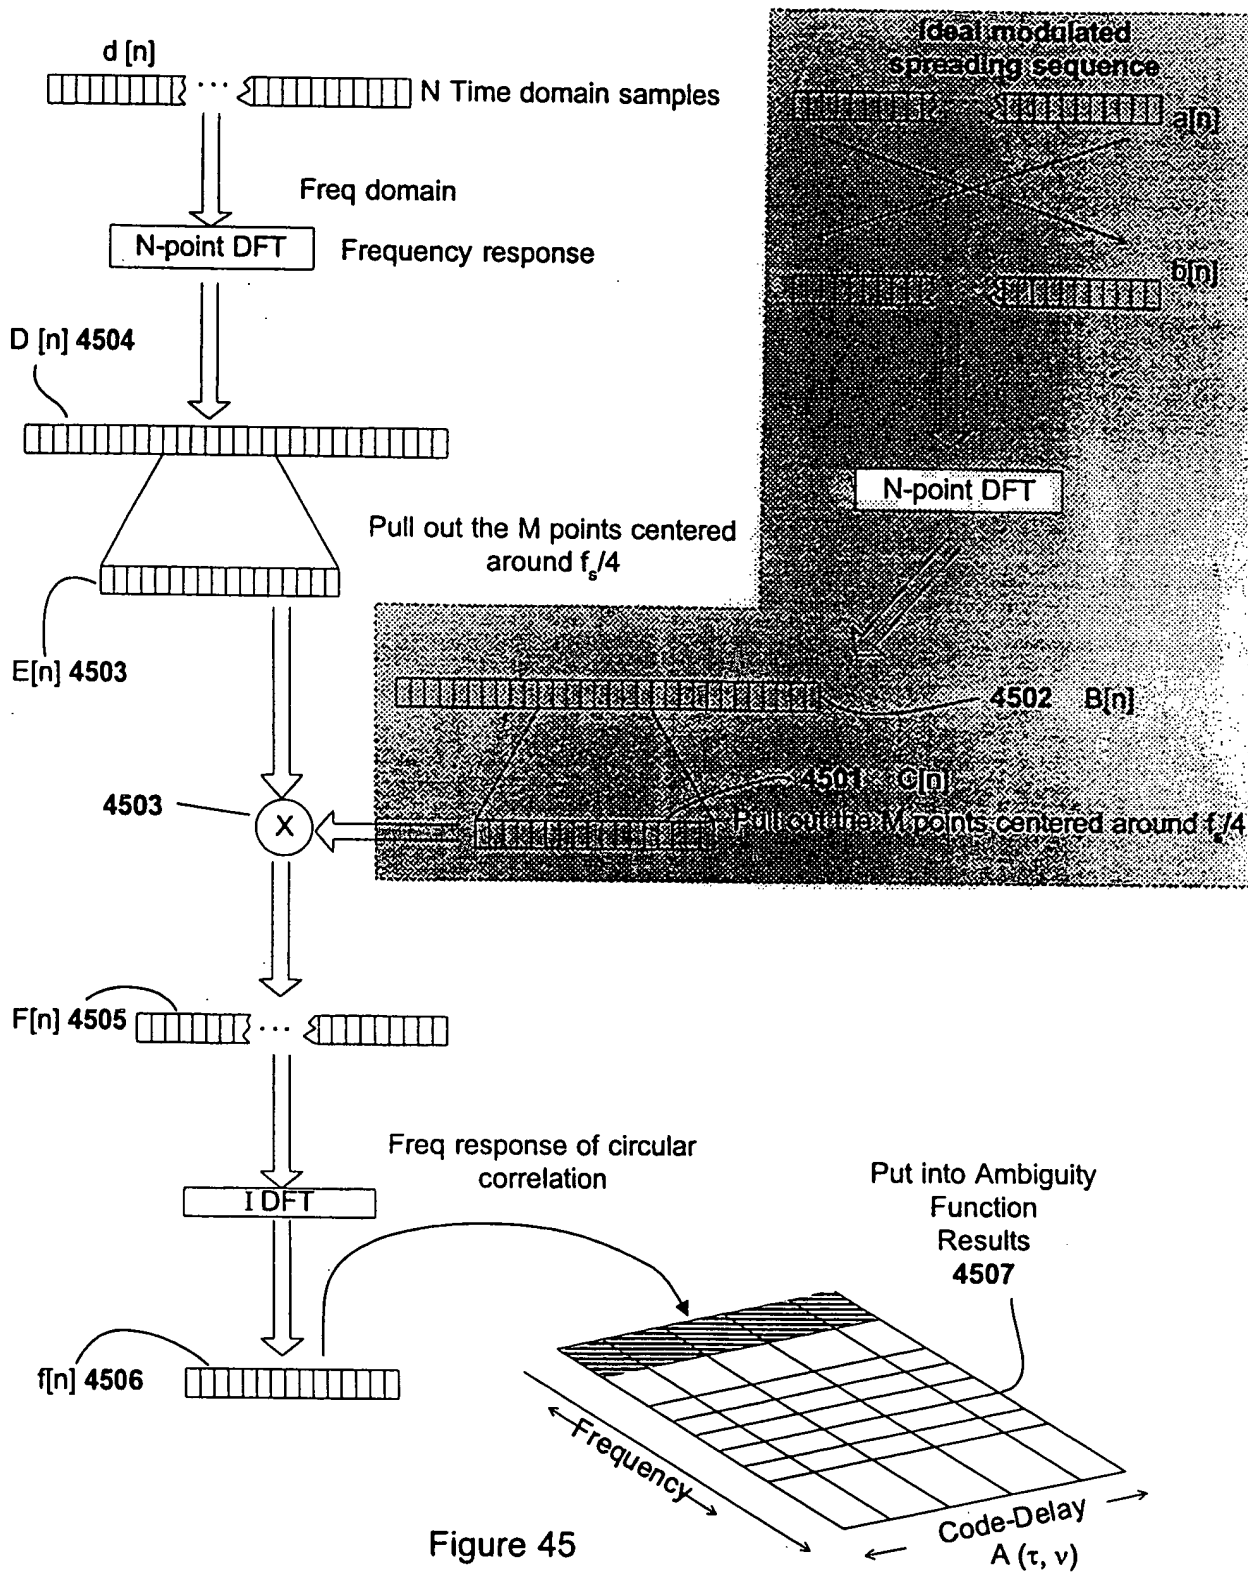 d [n]
N Time domain samples
Ideal modulated
spreading sequence
a[n]
Freq domain
N-point DFT
Frequency response
b[n]
D [n] 4504
N-point DFT
Pull out the M points centered
around fs/4
E[n] 4503
4502 B[n]
4501 C[n]
Pull out the M points centered around fs/4
4503
X
F[n] 4505
Freq response of circular
correlation
I DFT
Put into Ambiguity
Function
Results
4507
f[n] 4506
Frequency
Code-Delay
A (τ, ν)
Figure 45